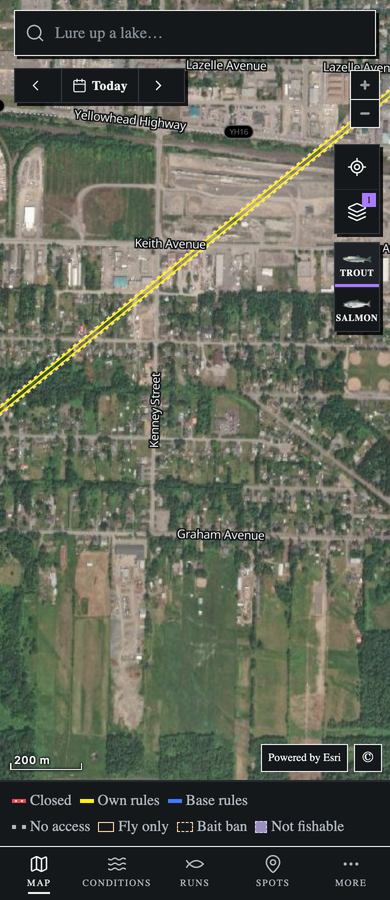 Lure up a lake…
Lazelle Avenue
Lazelle Aven
Today
Yellowhead Highway
YH16
1
Keith Avenue
A
TROUT
SALMON
Kenney Street
Graham Avenue
200 m
Powered by Esri
©
Closed
Own rules
Base rules
No access
Fly only
Bait ban
Not fishable
MAP
CONDITIONS
RUNS
SPOTS
MORE